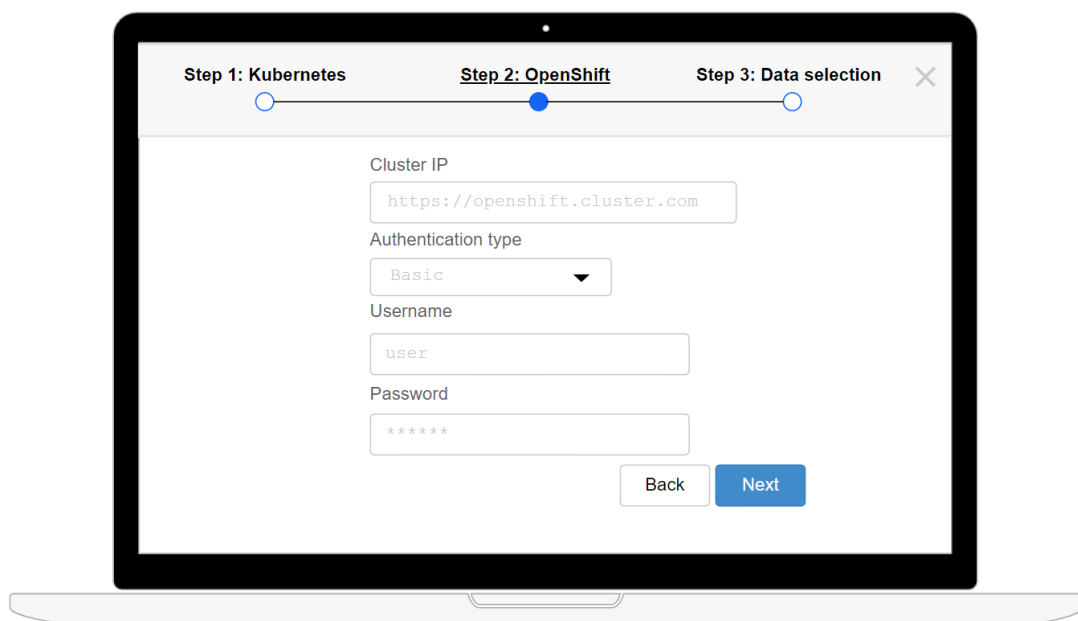 Step 1: Kubernetes Step 2: OpenShift Step 3: Data selection
Cluster IP
https://openshift.cluster.com
Authentication type
Basic
Username
user
Password
******
Back Next